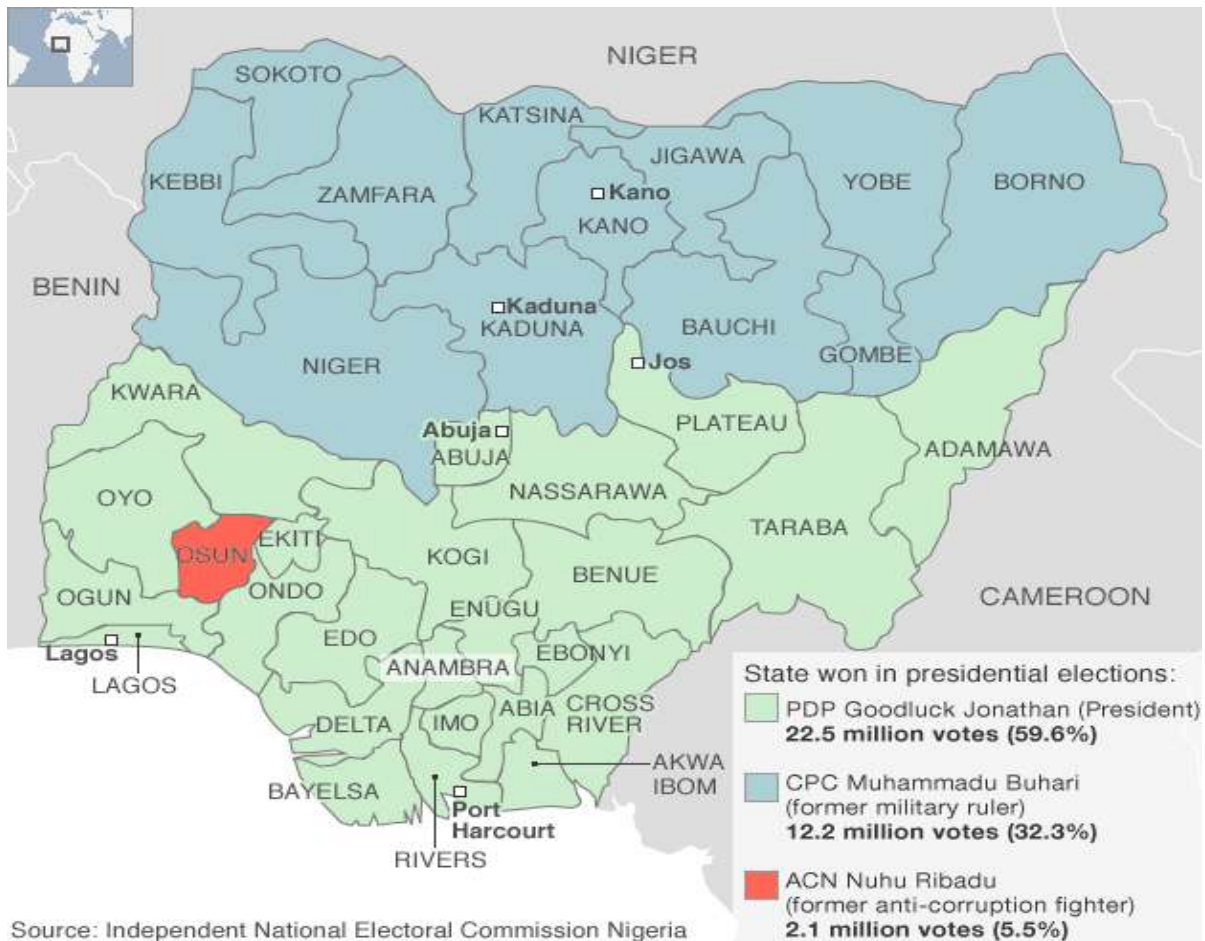 NIGER
SOKOTO
KATSINA
JIGAWA
KEBBI
ZAMFARA
Kano
KANO
YOBE
BORNO
BENIN
Kaduna
KADUNA
BAUCHI
NIGER
GOMBE
Jos
KWARA
PLATEAU
Abuja
ABUJA
ADAMAWA
OYO
NASSARAWA
TARABA
OSUN
EKITI
KOGI
BENUE
OGUN
ONDO
CAMEROON
ENUGU
EDO
EBONYI
Lagos
LAGOS
ANAMBRA
DELTA
IMO
ABIA
CROSS
RIVER
AKWA
IBOM
BAYELSA
Port
Harcourt
RIVERS
State won in presidential elections:
PDP Goodluck Jonathan (President)
22.5 million votes (59.6%)
CPC Muhammadu Buhari
(former military ruler)
12.2 million votes (32.3%)
ACN Nuhu Ribadu
(former anti-corruption fighter)
2.1 million votes (5.5%)
Source: Independent National Electoral Commission Nigeria